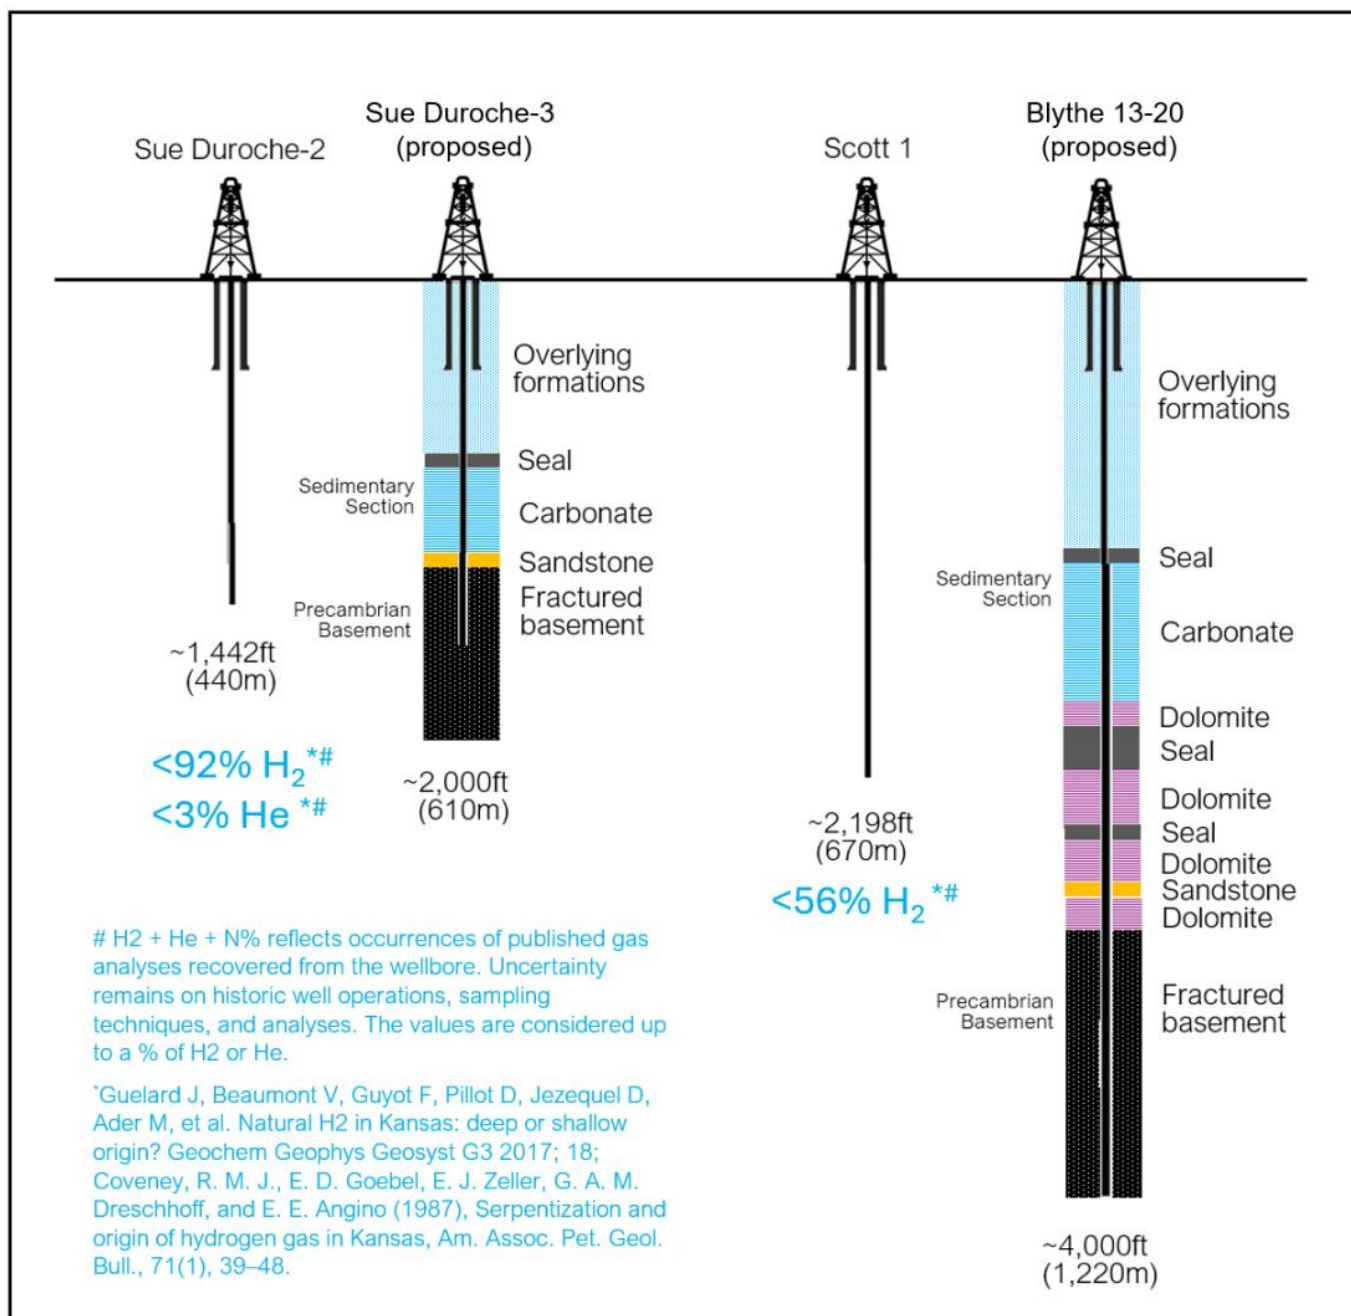 Sue Duroche-2
Sue Duroche-3
(proposed)
Scott 1
Blythe 13-20
(proposed)
Overlying
formations
Seal
Sedimentary
Section
Carbonate
Sandstone
Fractured
basement
Precambrian
Basement
~1,442ft
(440m)
<92% H₂*#
<3% He *#
~2,000ft
(610m)
~2,198ft
(670m)
<56% H₂ *#
Overlying
formations
Seal
Sedimentary
Section
Carbonate
Dolomite
Seal
Dolomite
Seal
Dolomite
Sandstone
Dolomite
Precambrian
Basement
Fractured
basement
~4,000ft
(1,220m)
# H2 + He + N% reflects occurrences of published gas
analyses recovered from the wellbore. Uncertainty
remains on historic well operations, sampling
techniques, and analyses. The values are considered up
to a % of H2 or He.
*Guelard J, Beaumont V, Guyot F, Pillot D, Jezequel D,
Ader M, et al. Natural H2 in Kansas: deep or shallow
origin? Geochem Geophys Geosyst G3 2017; 18;
Coveney, R. M. J., E. D. Goebel, E. J. Zeller, G. A. M.
Dreschhoff, and E. E. Angino (1987), Serpentization and
origin of hydrogen gas in Kansas, Am. Assoc. Pet. Geol.
Bull., 71(1), 39–48.